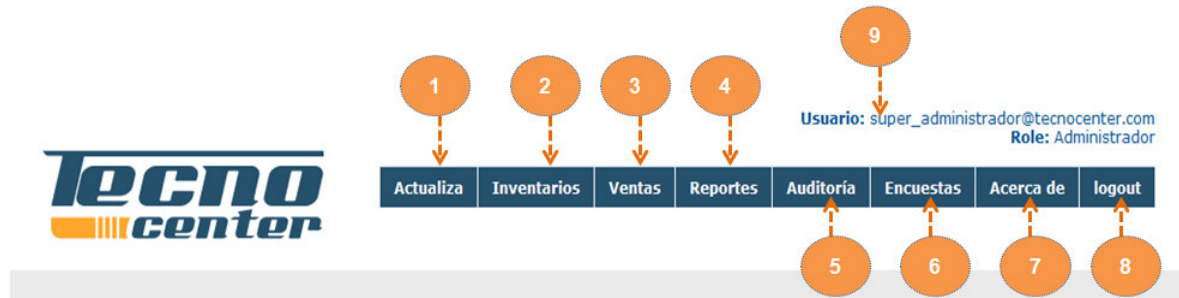 9
1 2 3 4
Usuario: super_administrador@tecnocenter.com
Role: Administrador
Tecno
center
Actualiza Inventarios Ventas Reportes Auditoría Encuestas Acerca de logout
5 6 7 8